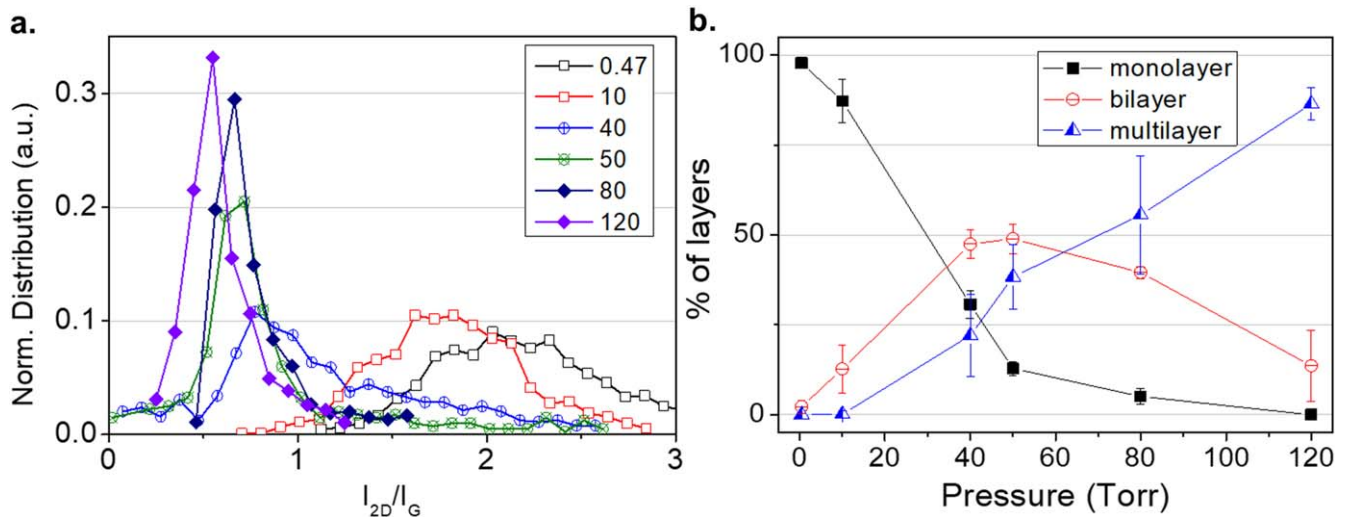 a.
Norm. Distribution (a.u.)
0.3
0.2
0.1
0.0
0.47
10
40
50
80
120
0
1
2
3
I2D/IG
b.
% of layers
100
50
0
monolayer
bilayer
multilayer
0
20
40
60
80
100
120
Pressure (Torr)